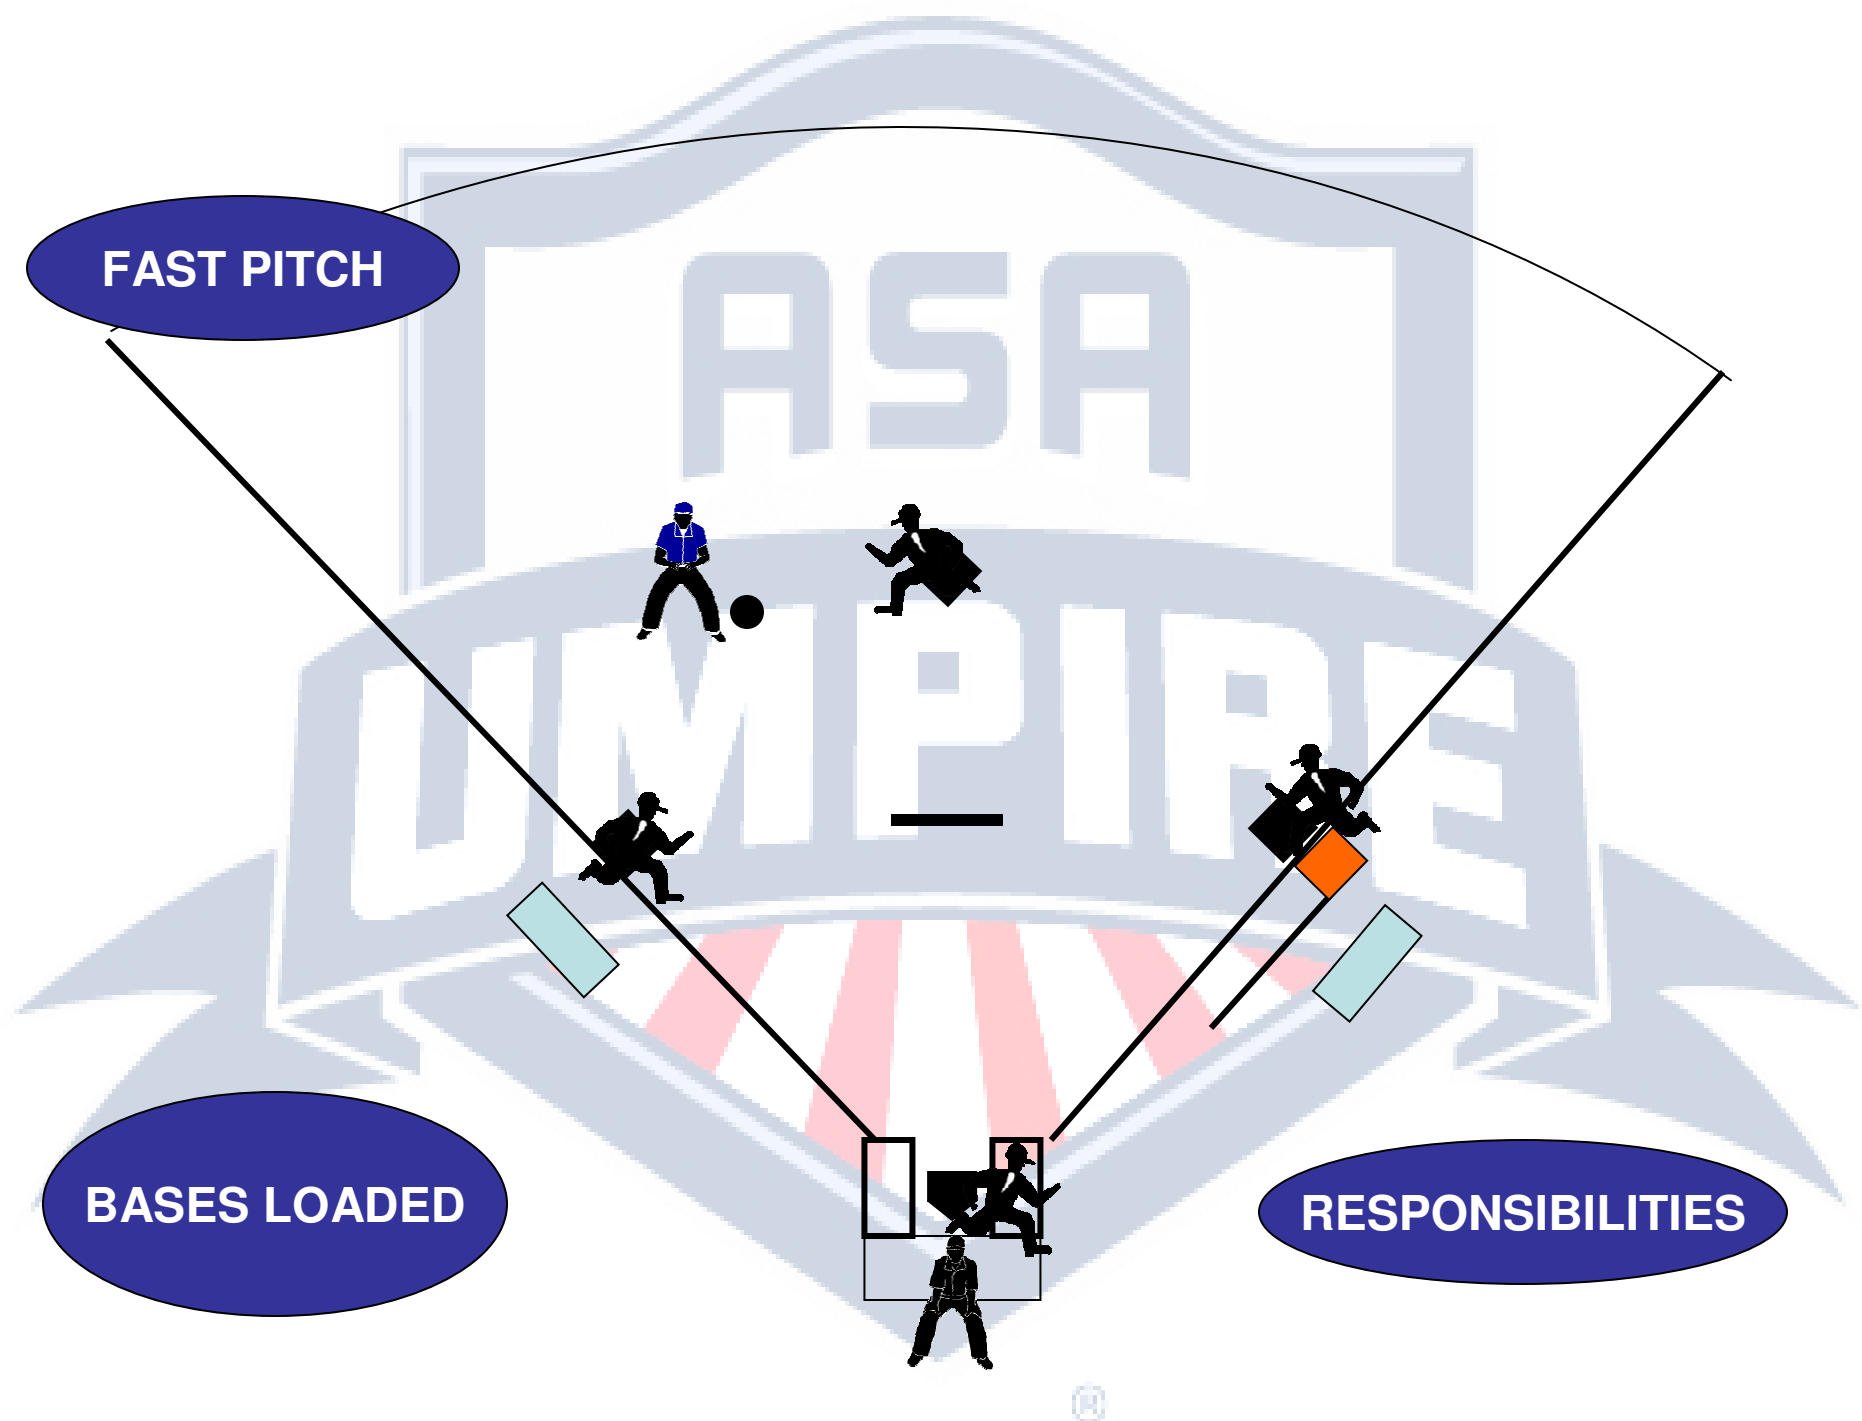 ASA
FAST PITCH
UMPIRE
BASES LOADED
RESPONSIBILITIES
®